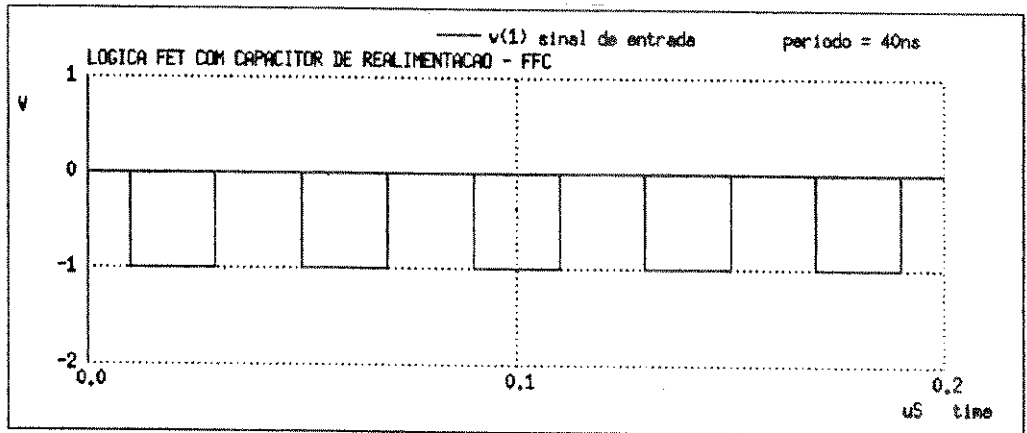 v(1) sinal de entrada periodo = 40ns
LOGICA FET COM CAPACITOR DE REALIMENTACAO - FFC
1
V
0
-1
-2
0.0 0.1 0.2
uS time